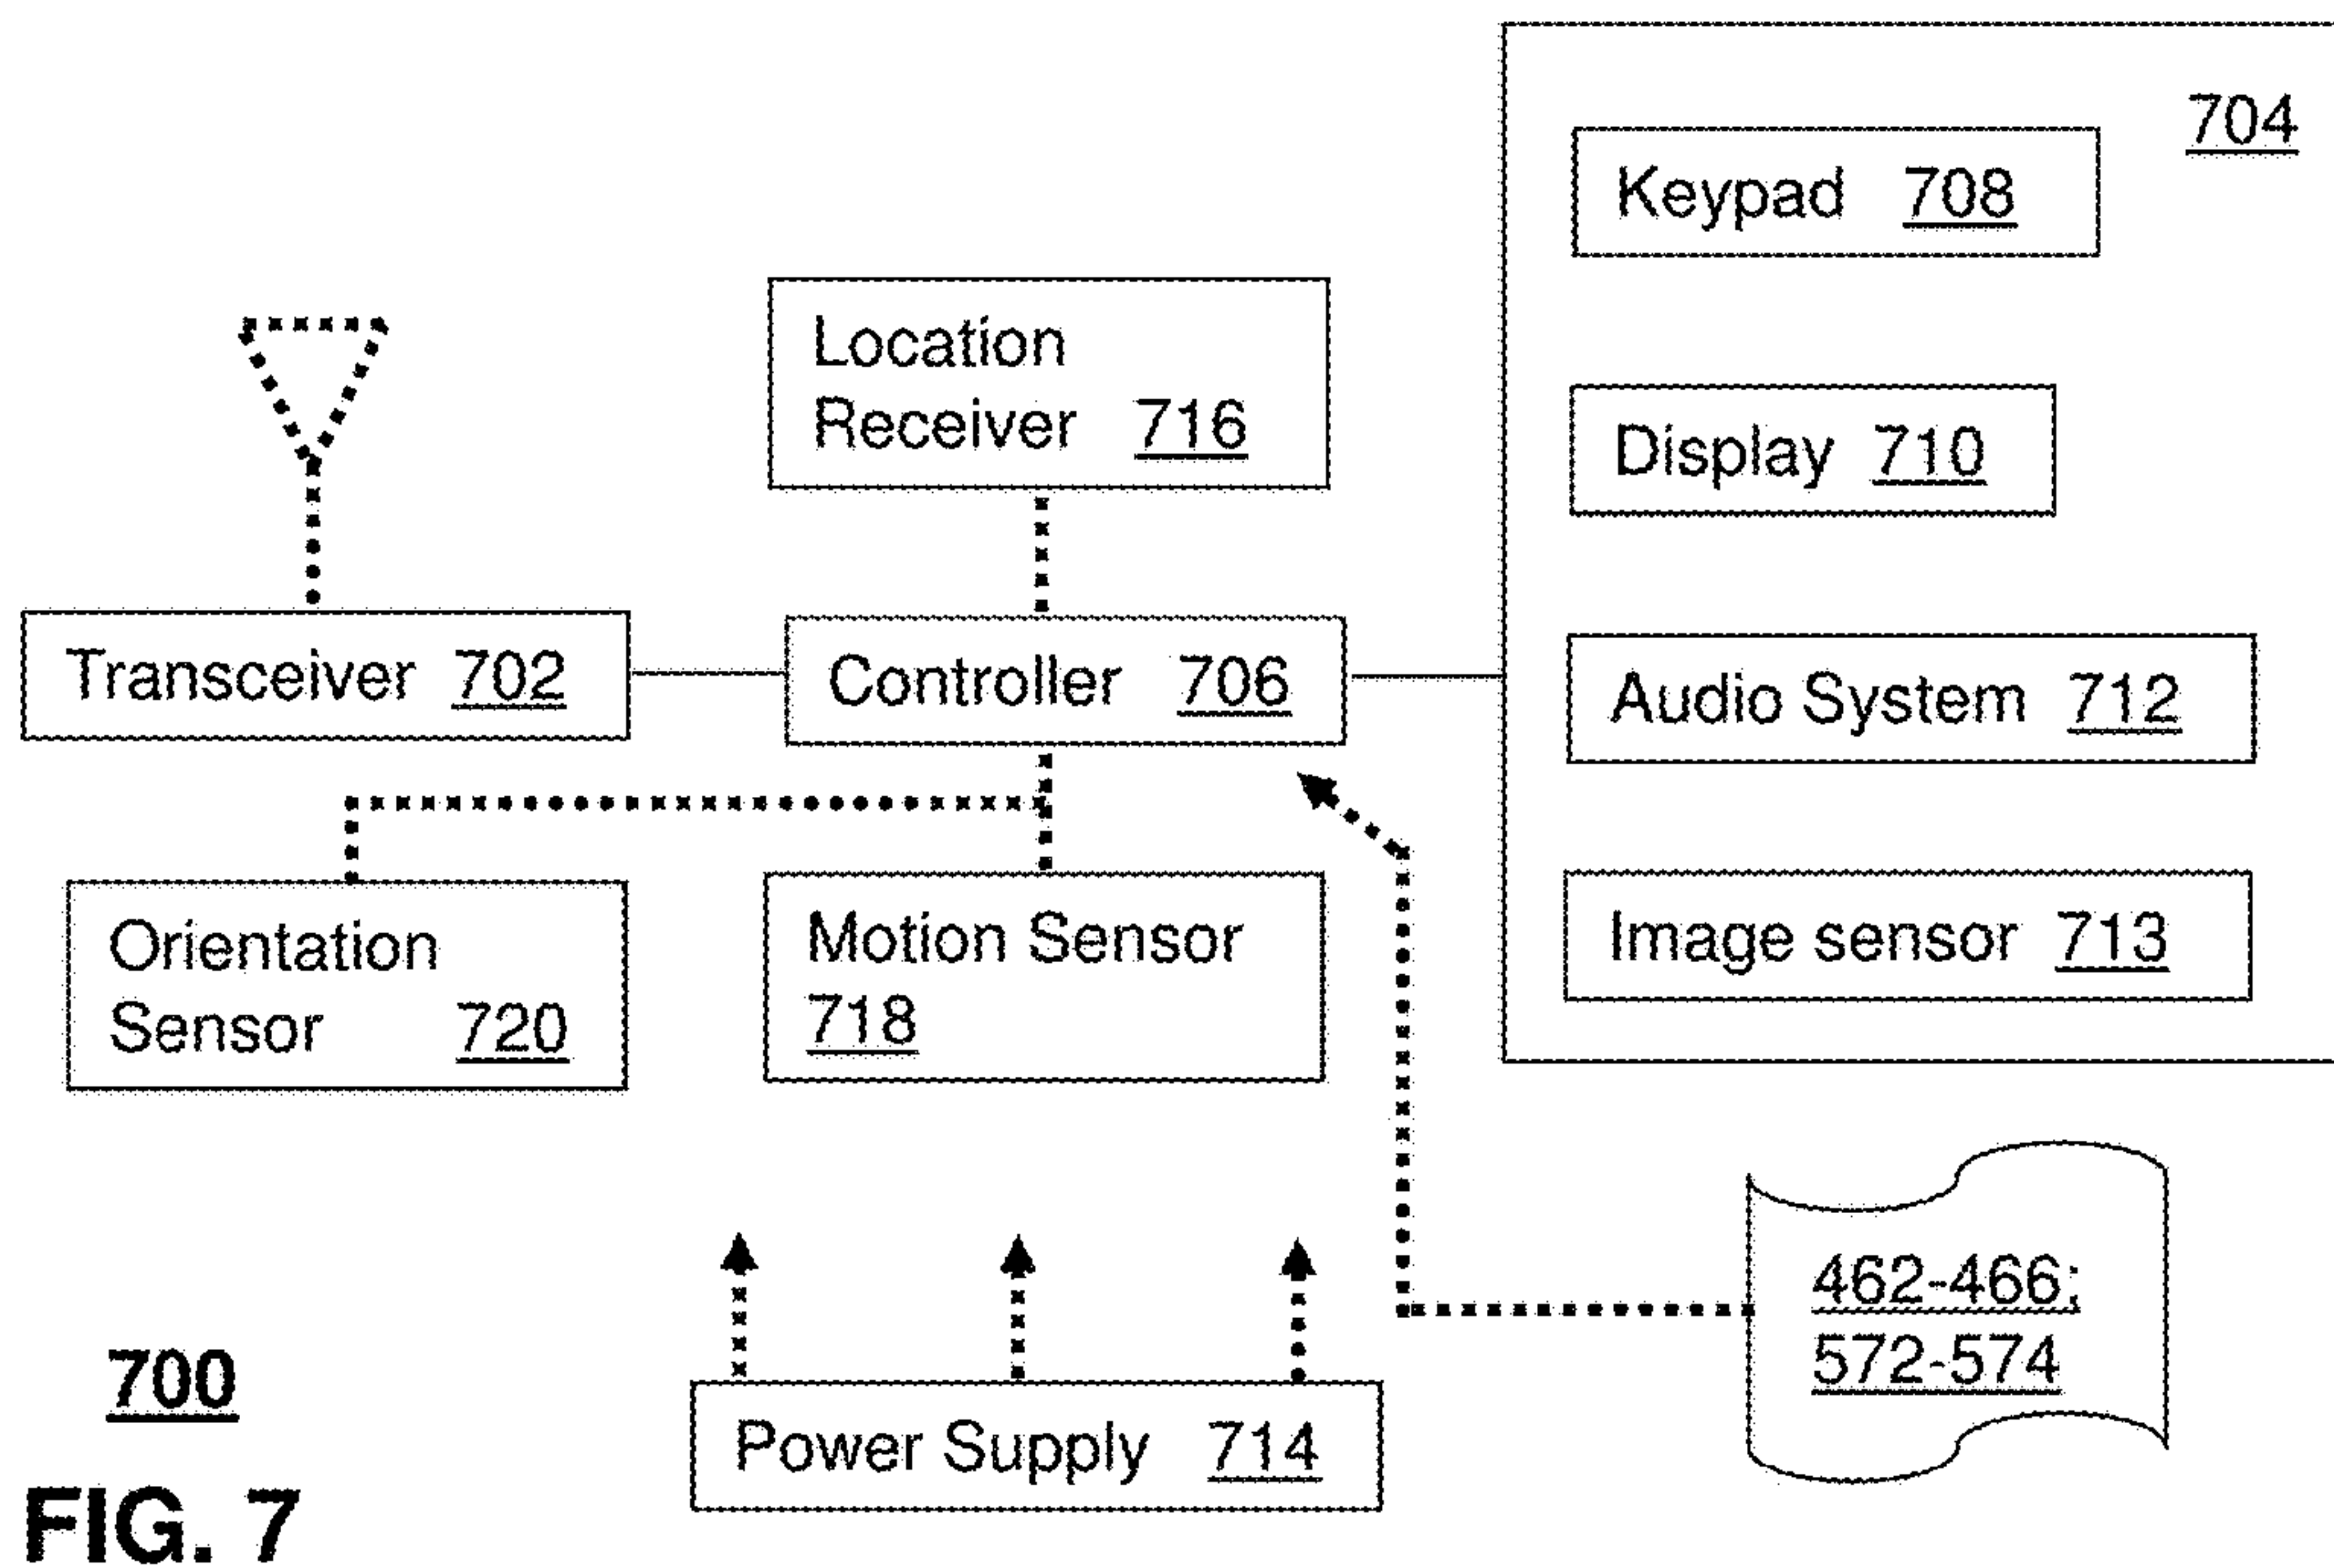 704
Keypad 708
Location
Receiver 716
Display 710
Transceiver 702
Controller 706
Audio System 712
Orientation
Sensor 720
Motion Sensor
718
Image sensor 713
462-466:
572-574
700
Power Supply 714
FIG. 7